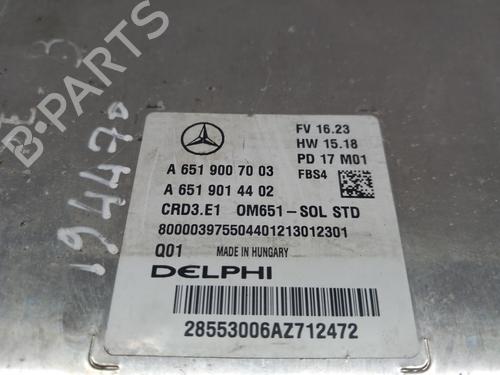 B-PARTS
194470
FV 16.23
HW 15.18
PD 17 M01
FBS4
A 651 900 70 03
A 651 901 44 02
CRD3.E1 OM651-SOL STD
800003975504401213012301
Q01 MADE IN HUNGARY
DELPHI
28553006AZ712472